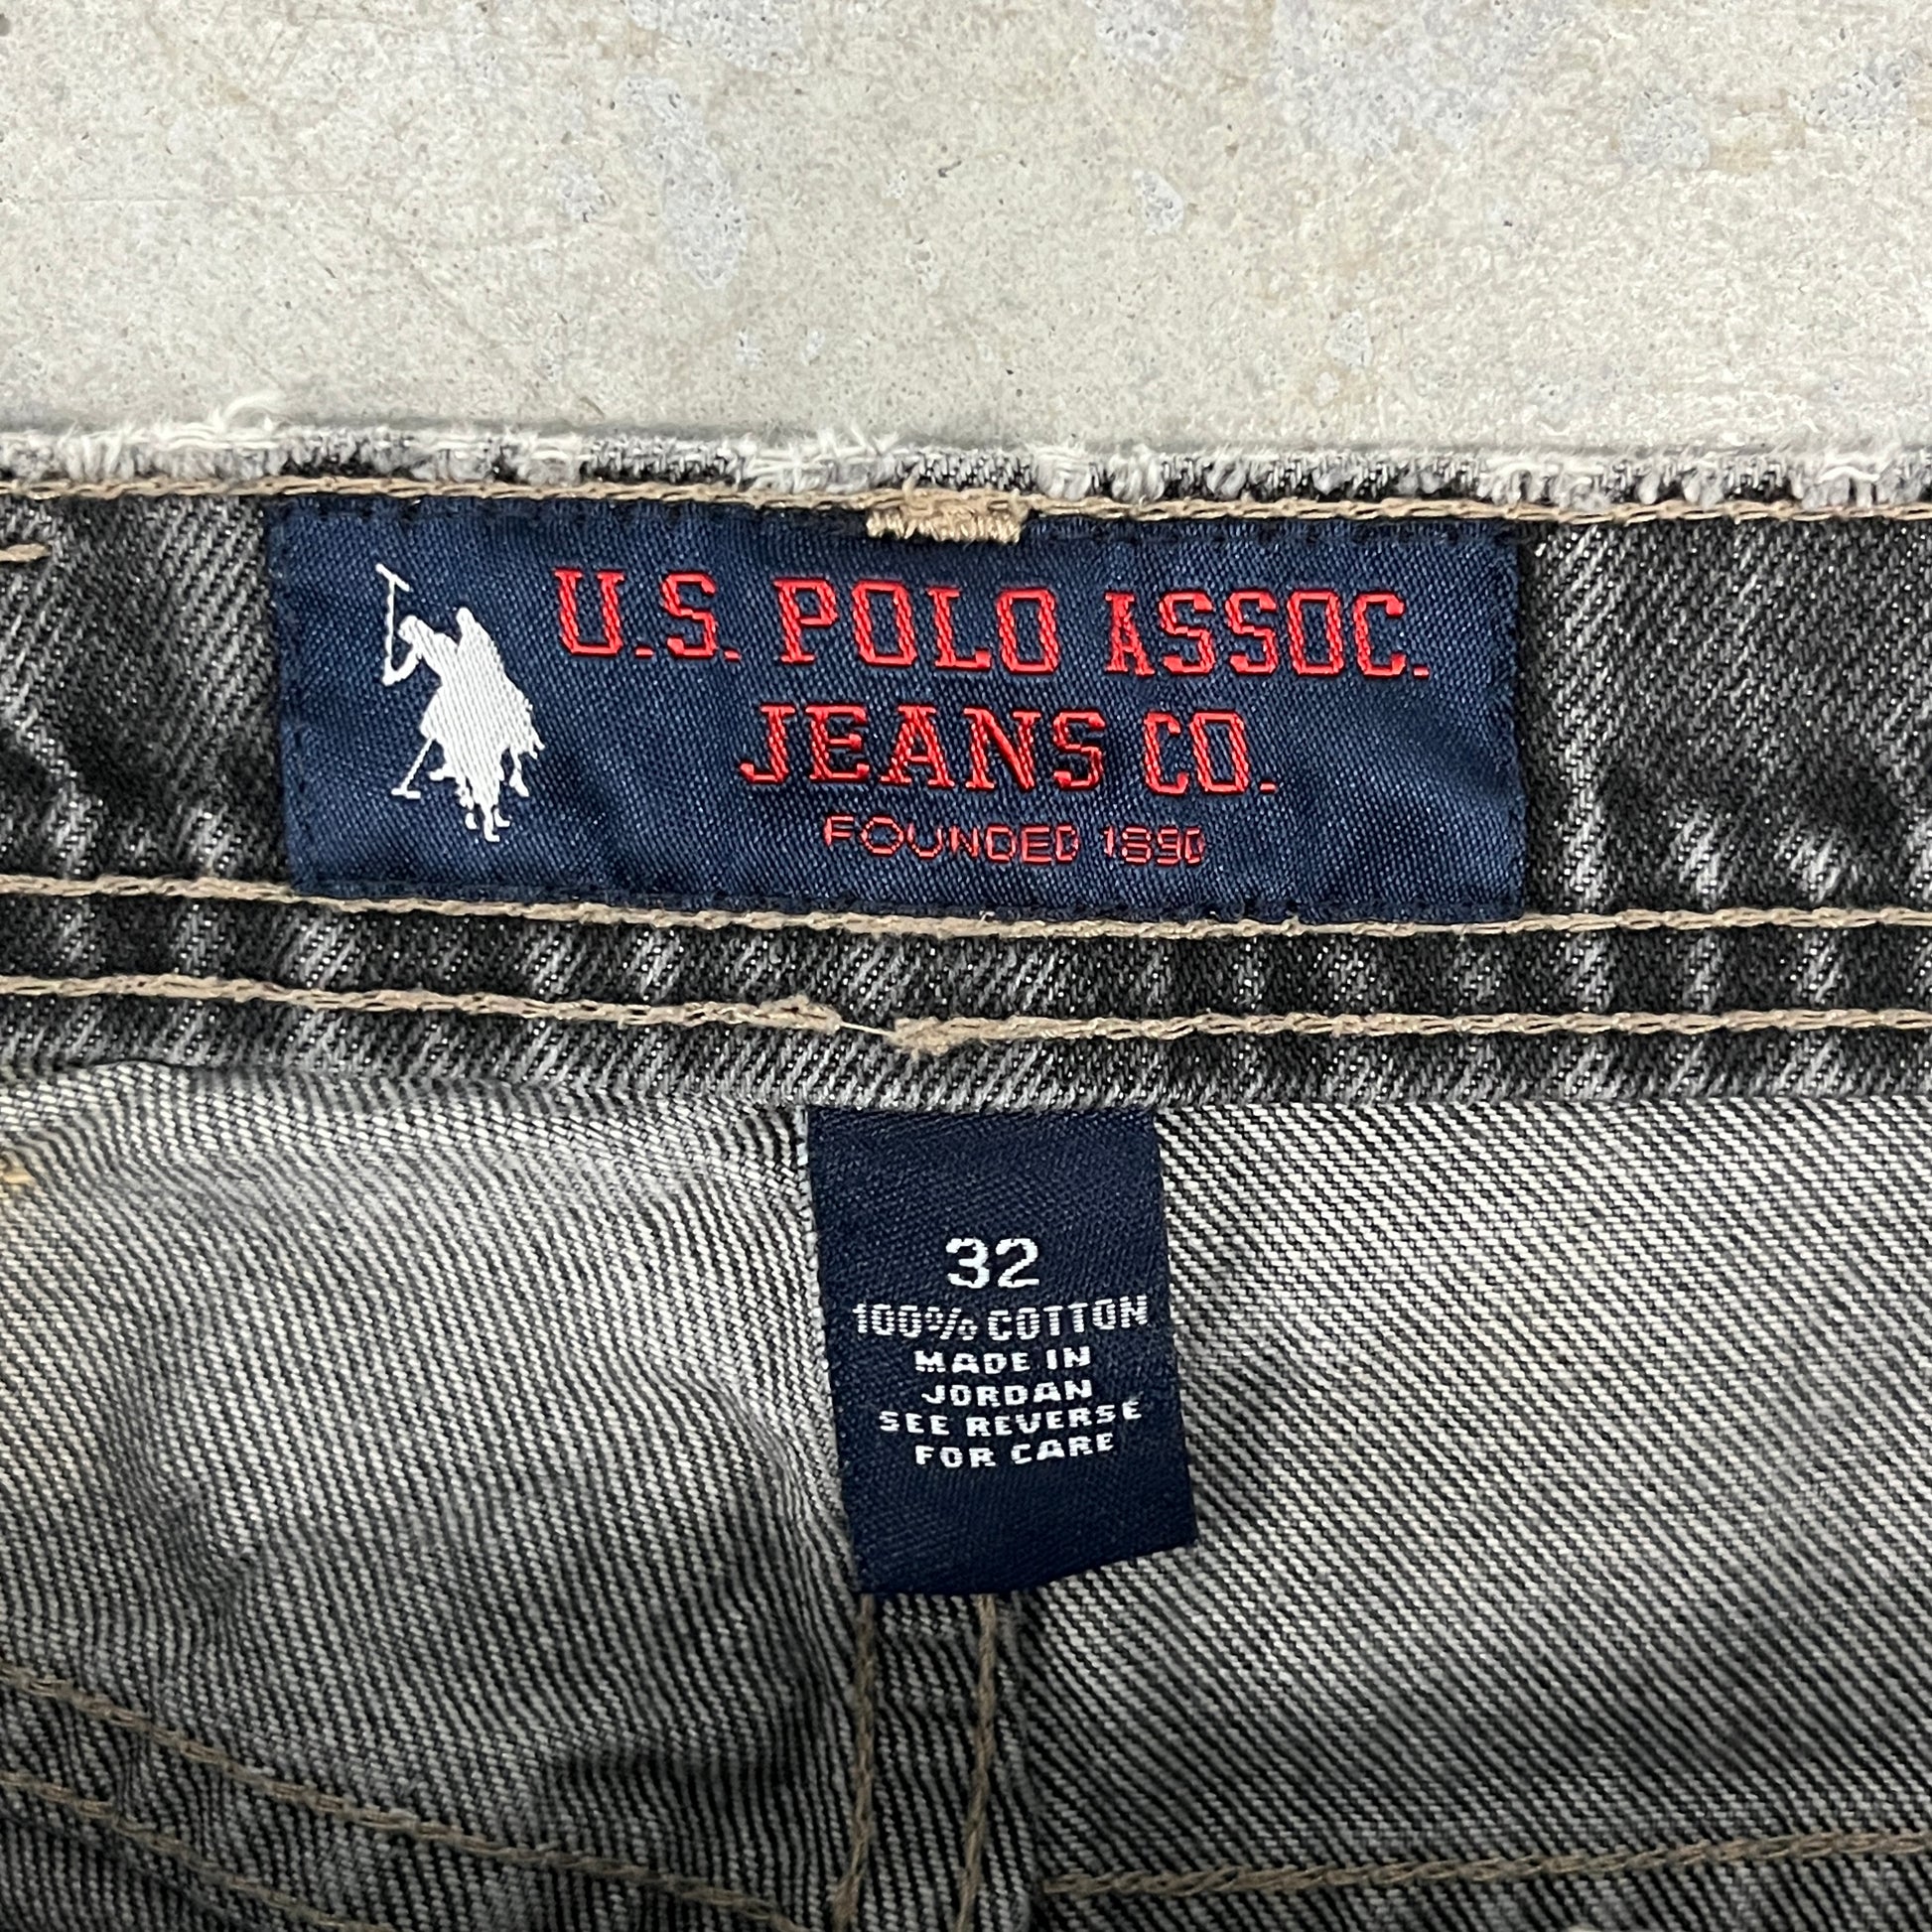 U.S. POLO ASSOC.
JEANS CO.
FOUNDED 1890
32
100% COTTON
MADE IN
JORDAN
SEE REVERSE
FOR CARE